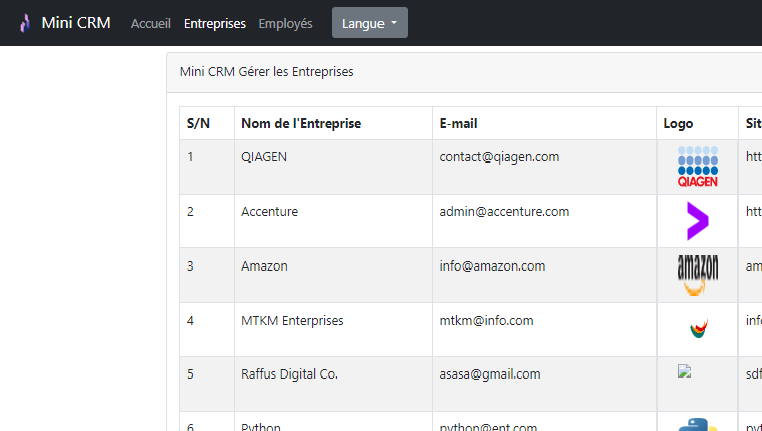 Mini CRM Accueil Entreprises Employés Langue
Mini CRM Gérer les Entreprises
S/N Nom de l'Entreprise E-mail Logo Sit
1 QIAGEN contact@qiagen.com QIAGEN htt
2 Accenture admin@accenture.com htt
3 Amazon info@amazon.com amazon am
4 MTKM Enterprises mtkm@info.com inf
5 Raffus Digital Co. asasa@gmail.com sdf
6 Python python@ent.com pyt